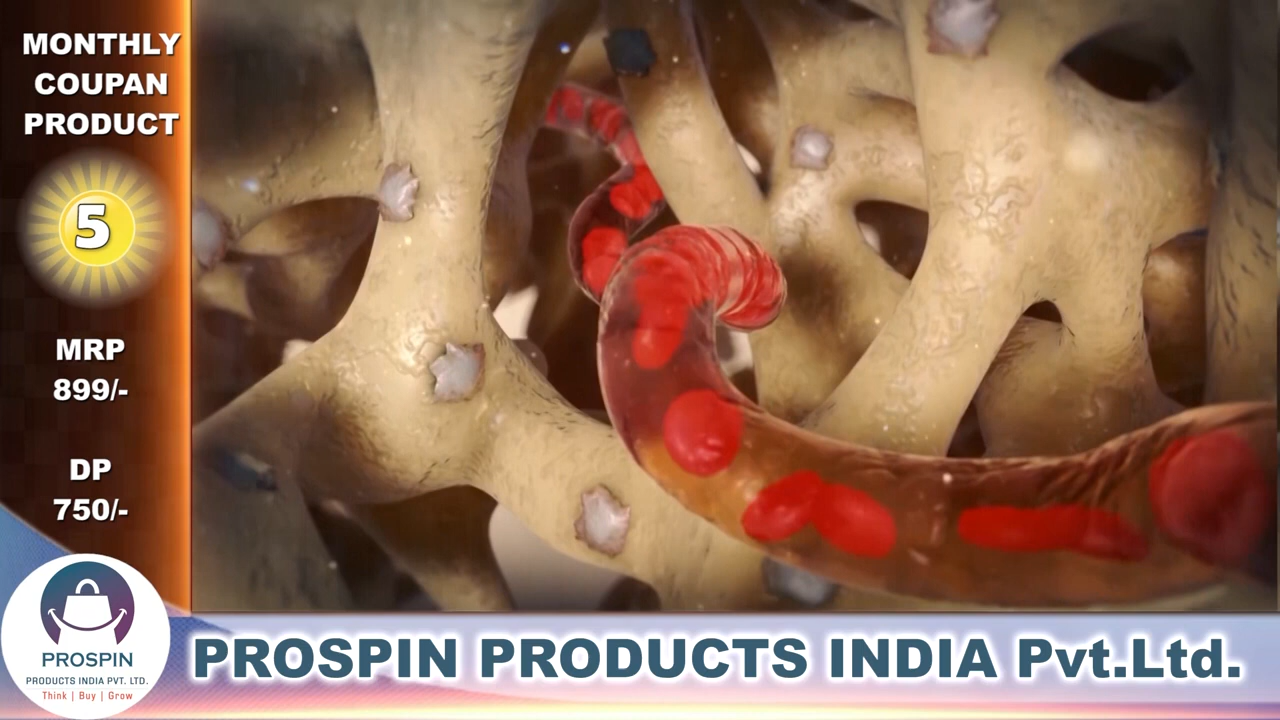 MONTHLY
COUPAN
PRODUCT
5
MRP
899/-
DP
750/-
PROSPIN
PRODUCTS INDIA PVT. LTD.
Think | Buy | Grow
PROSPIN PRODUCTS INDIA Pvt.Ltd.